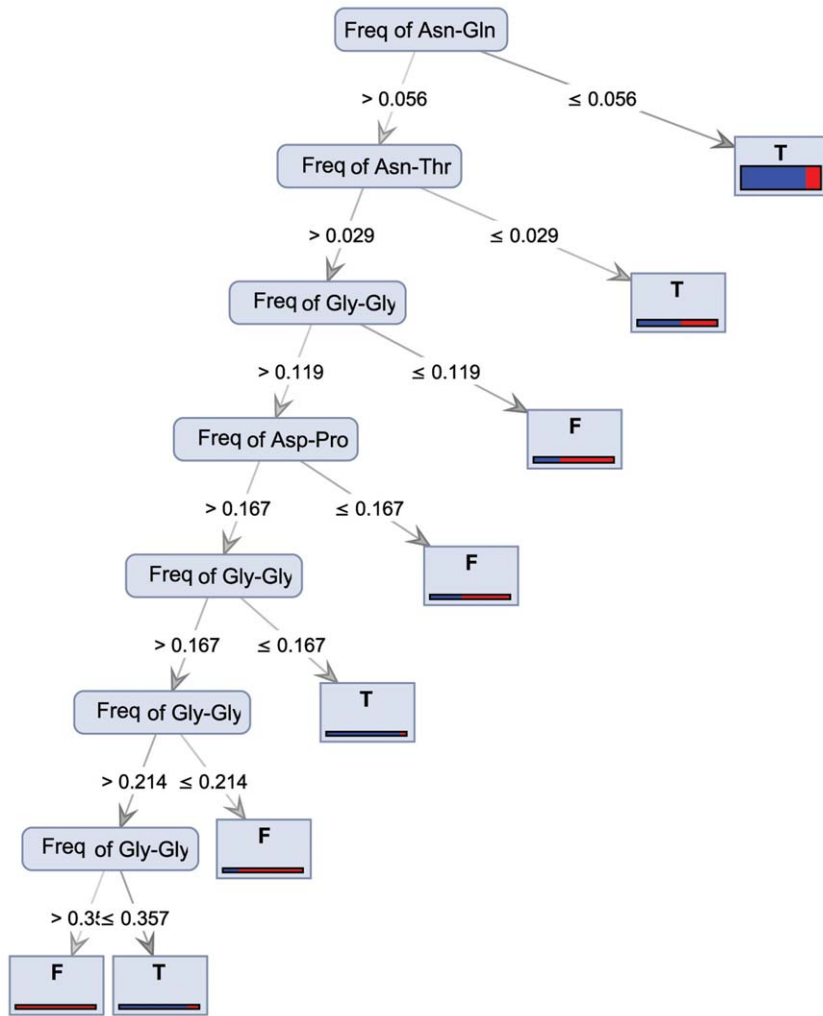 Freq of Asn-Gln
> 0.056
≤ 0.056
T
Freq of Asn-Thr
> 0.029
≤ 0.029
T
Freq of Gly-Gly
> 0.119
≤ 0.119
F
Freq of Asp-Pro
> 0.167
≤ 0.167
F
Freq of Gly-Gly
> 0.167
≤ 0.167
T
Freq of Gly-Gly
> 0.214
≤ 0.214
F
Freq of Gly-Gly
> 0.35
≤ 0.357
F
T